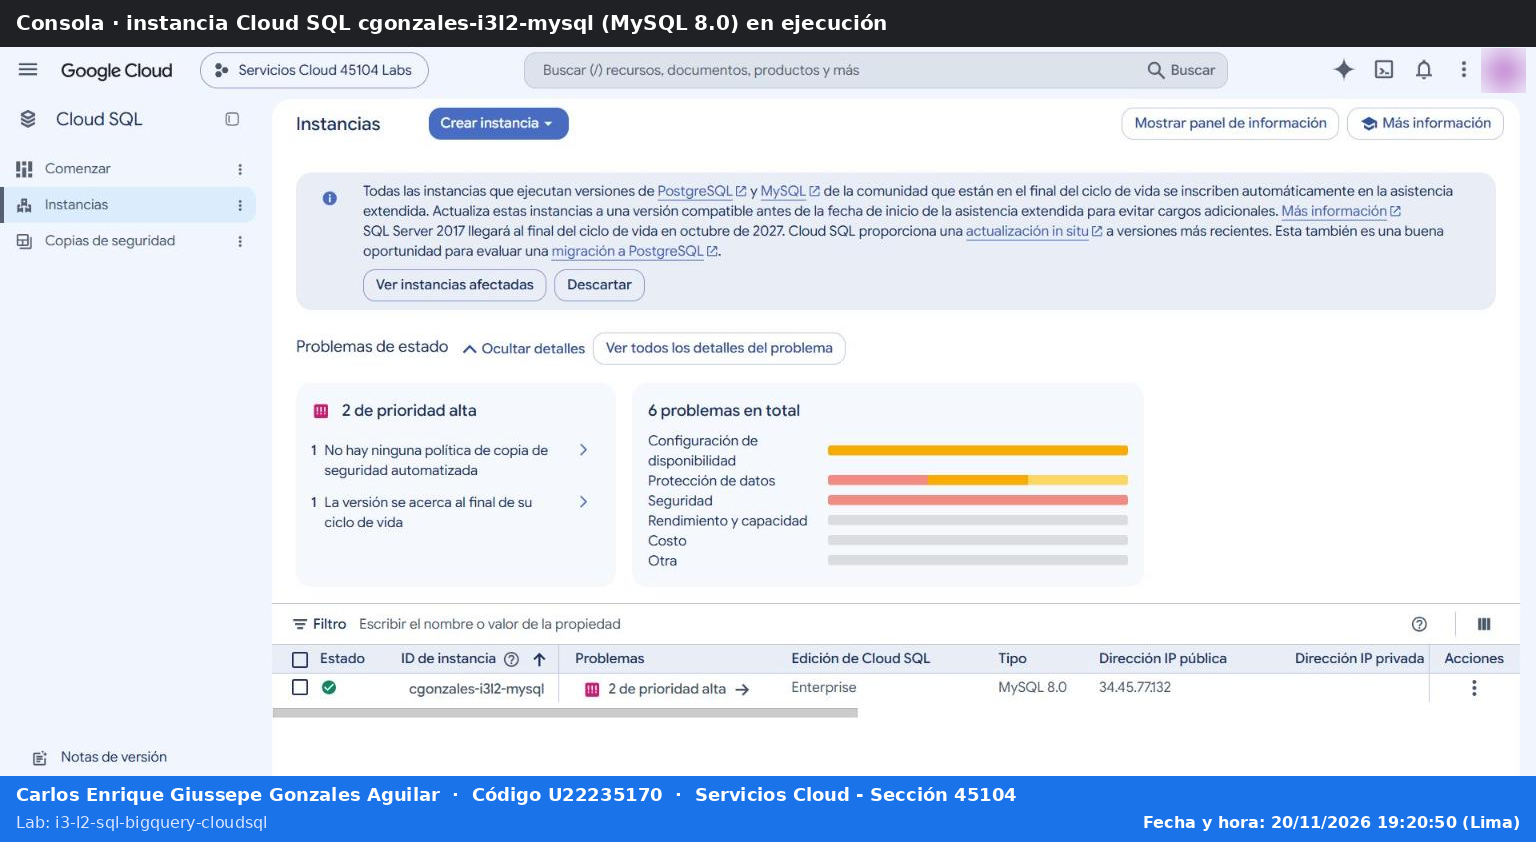 Consola · instancia Cloud SQL cgonzales-i3l2-mysql (MySQL 8.0) en ejecución
Google Cloud
Servicios Cloud 45104 Labs
Buscar (/) recursos, documentos, productos y más
Buscar
Cloud SQL
Comenzar
Instancias
Copias de seguridad
Notas de versión
Instancias
Crear instancia
Mostrar panel de información
Más información
Todas las instancias que ejecutan versiones de PostgreSQL y MySQL de la comunidad que están en el final del ciclo de vida se inscriben automáticamente en la asistencia
extendida. Actualiza estas instancias a una versión compatible antes de la fecha de inicio de la asistencia extendida para evitar cargos adicionales. Más información
SQL Server 2017 llegará al final del ciclo de vida en octubre de 2027. Cloud SQL proporciona una actualización in situ a versiones más recientes. Esta también es una buena
oportunidad para evaluar una migración a PostgreSQL.
Ver instancias afectadas
Descartar
Problemas de estado
Ocultar detalles
Ver todos los detalles del problema
2 de prioridad alta
1 No hay ninguna política de copia de
seguridad automatizada
1 La versión se acerca al final de su
ciclo de vida
6 problemas en total
Configuración de
disponibilidad
Protección de datos
Seguridad
Rendimiento y capacidad
Costo
Otra
Filtro Escribir el nombre o valor de la propiedad
Estado ID de instancia Problemas Edición de Cloud SQL Tipo Dirección IP pública Dirección IP privada Acciones
cgonzales-i3l2-mysql 2 de prioridad alta Enterprise MySQL 8.0 34.45.77.132
Carlos Enrique Giussepe Gonzales Aguilar · Código U22235170 · Servicios Cloud - Sección 45104
Lab: i3-l2-sql-bigquery-cloudsql
Fecha y hora: 20/11/2026 19:20:50 (Lima)